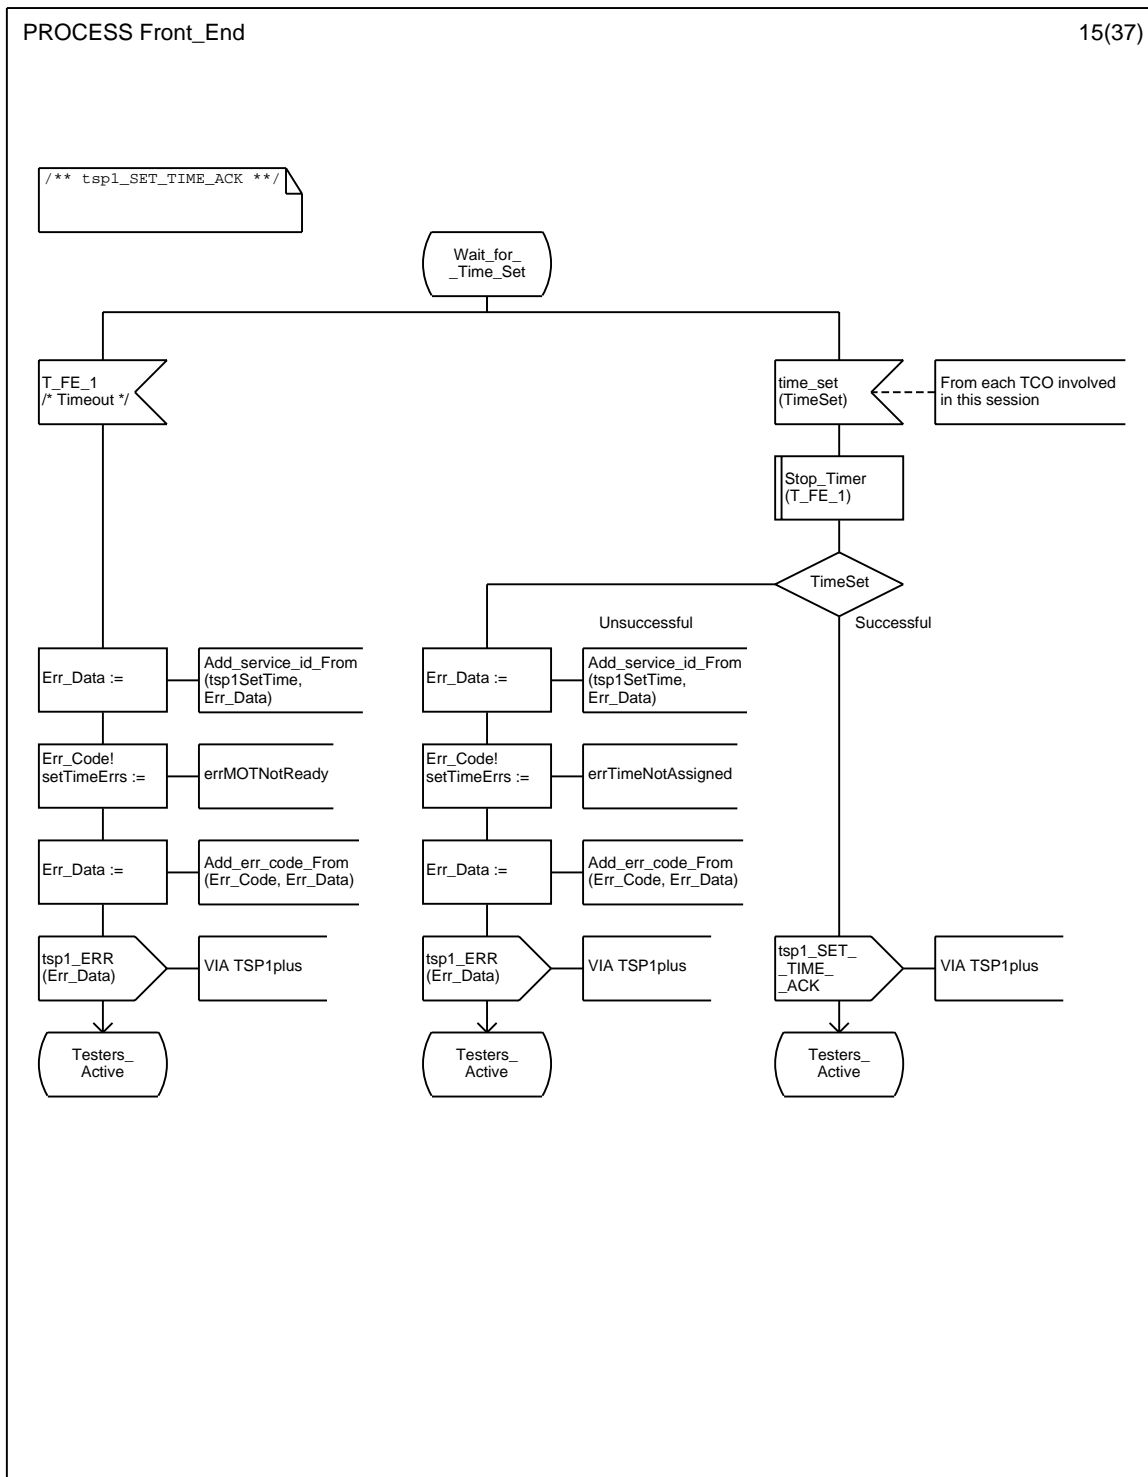 PROCESS Front_End
15(37)
/** tsp1_SET_TIME_ACK **/
Wait_for_
_Time_Set
T_FE_1
/* Timeout */
time_set
(TimeSet)
From each TCO involved
in this session
Stop_Timer
(T_FE_1)
TimeSet
Unsuccessful
Successful
Err_Data :=
Add_service_id_From
(tsp1SetTime,
Err_Data)
Err_Data :=
Add_service_id_From
(tsp1SetTime,
Err_Data)
Err_Code!
setTimeErrs :=
errMOTNotReady
Err_Code!
setTimeErrs :=
errTimeNotAssigned
Err_Data :=
Add_err_code_From
(Err_Code, Err_Data)
Err_Data :=
Add_err_code_From
(Err_Code, Err_Data)
tsp1_ERR
(Err_Data)
VIA TSP1plus
tsp1_ERR
(Err_Data)
VIA TSP1plus
tsp1_SET_
_TIME_
_ACK
VIA TSP1plus
Testers_
Active
Testers_
Active
Testers_
Active